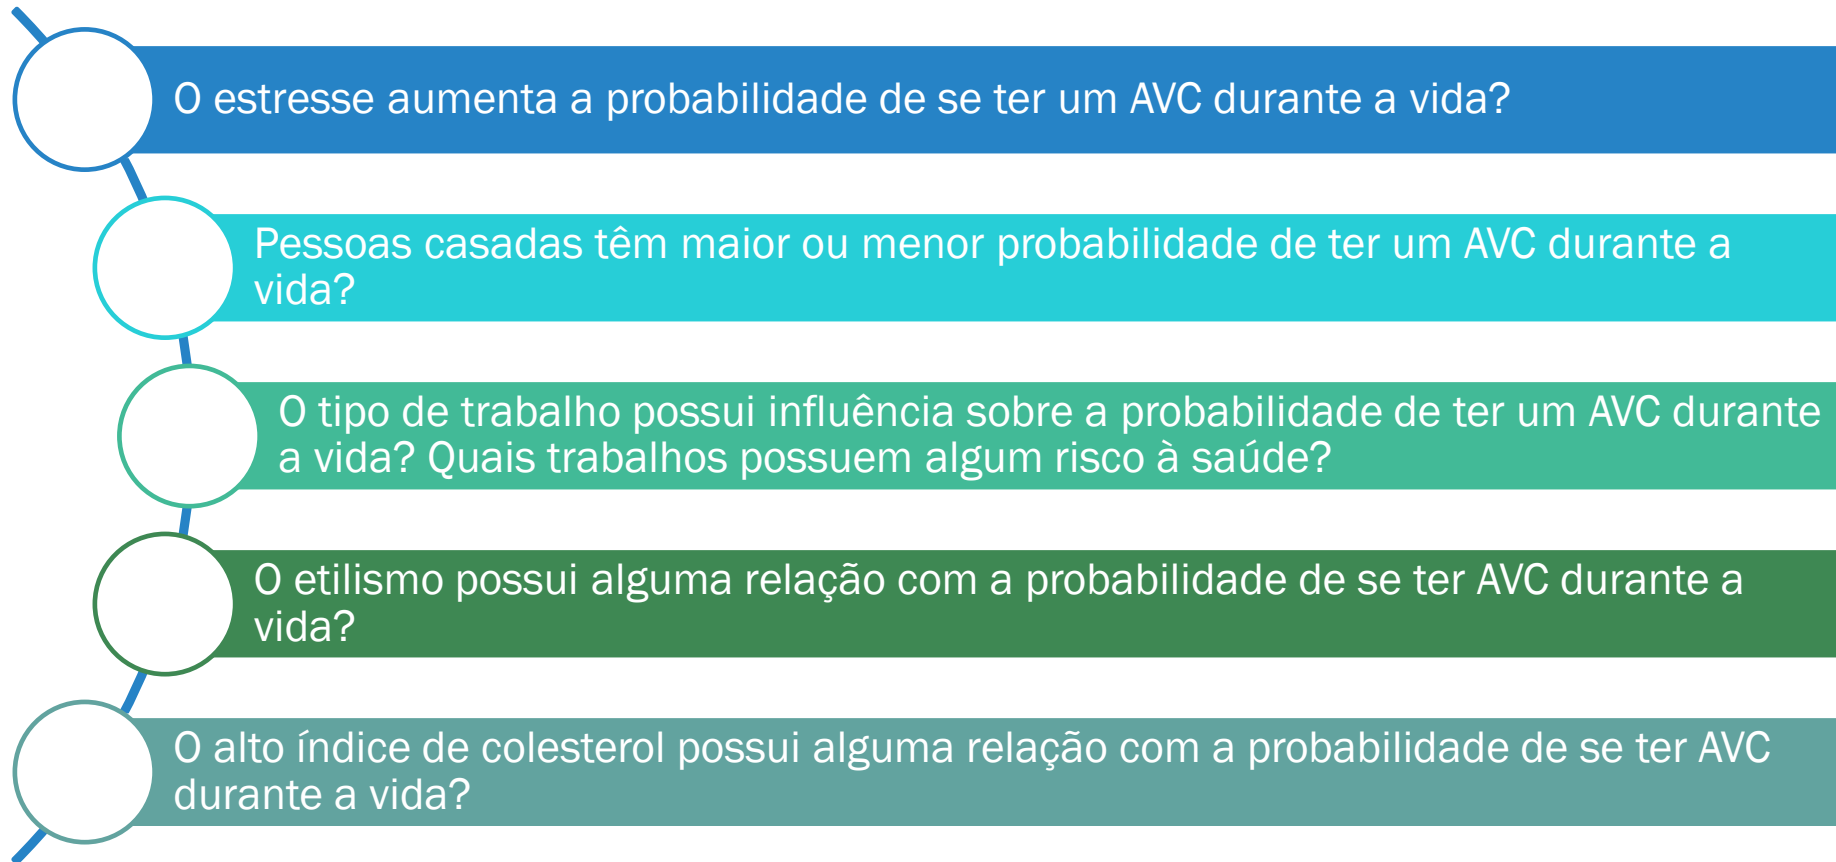 O estresse aumenta a probabilidade de se ter um AVC durante a vida?
Pessoas casadas têm maior ou menor probabilidade de ter um AVC durante a
vida?
O tipo de trabalho possui influência sobre a probabilidade de ter um AVC durante
a vida? Quais trabalhos possuem algum risco à saúde?
O etilismo possui alguma relação com a probabilidade de se ter AVC durante a
vida?
O alto índice de colesterol possui alguma relação com a probabilidade de se ter AVC
durante a vida?